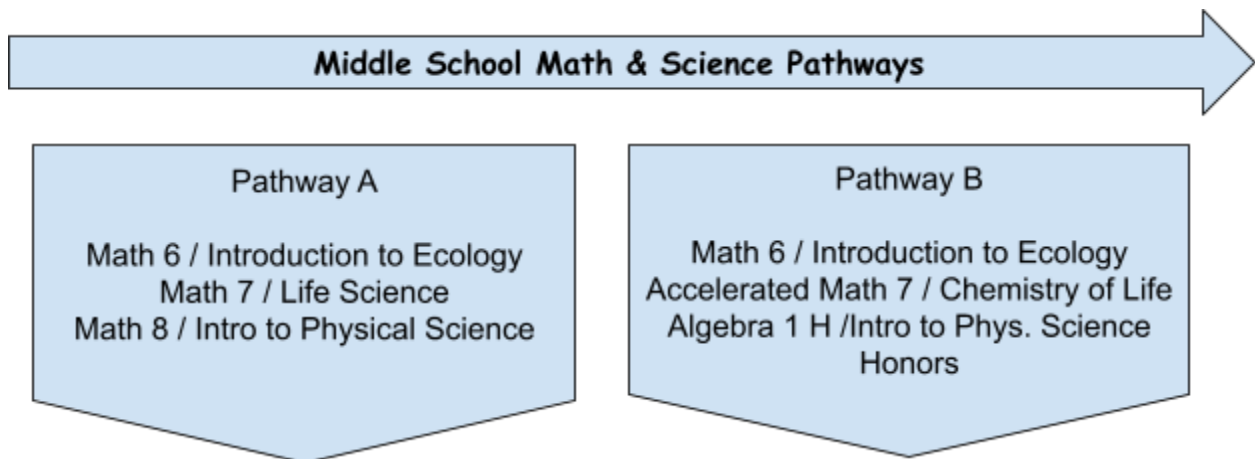 Middle School Math & Science Pathways
Pathway A
Math 6 / Introduction to Ecology
Math 7 / Life Science
Math 8 / Intro to Physical Science
Pathway B
Math 6 / Introduction to Ecology
Accelerated Math 7 / Chemistry of Life
Algebra 1 H /Intro to Phys. Science
Honors